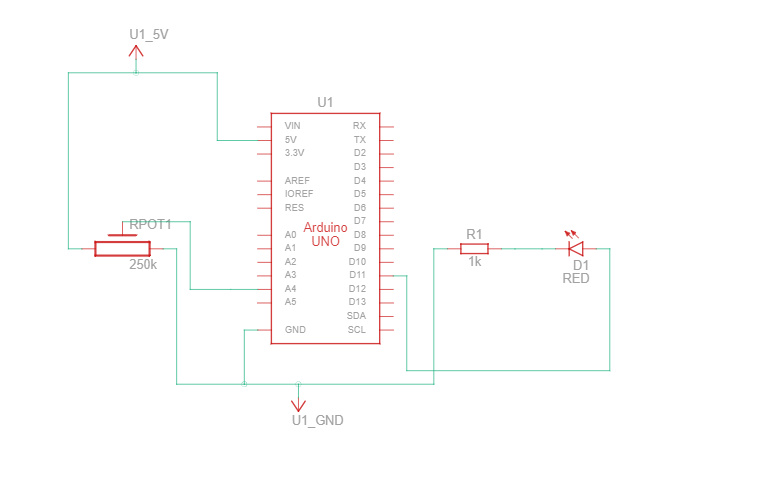 U1_5V
U1
VIN
5V
3.3V
AREF
IOREF
RES
A0
A1
A2
A3
A4
A5
GND
RX
TX
D2
D3
D4
D5
D6
D7
D8
D9
D10
D11
D12
D13
SDA
SCL
Arduino
UNO
RPOT1
250k
R1
1k
D1
RED
U1_GND